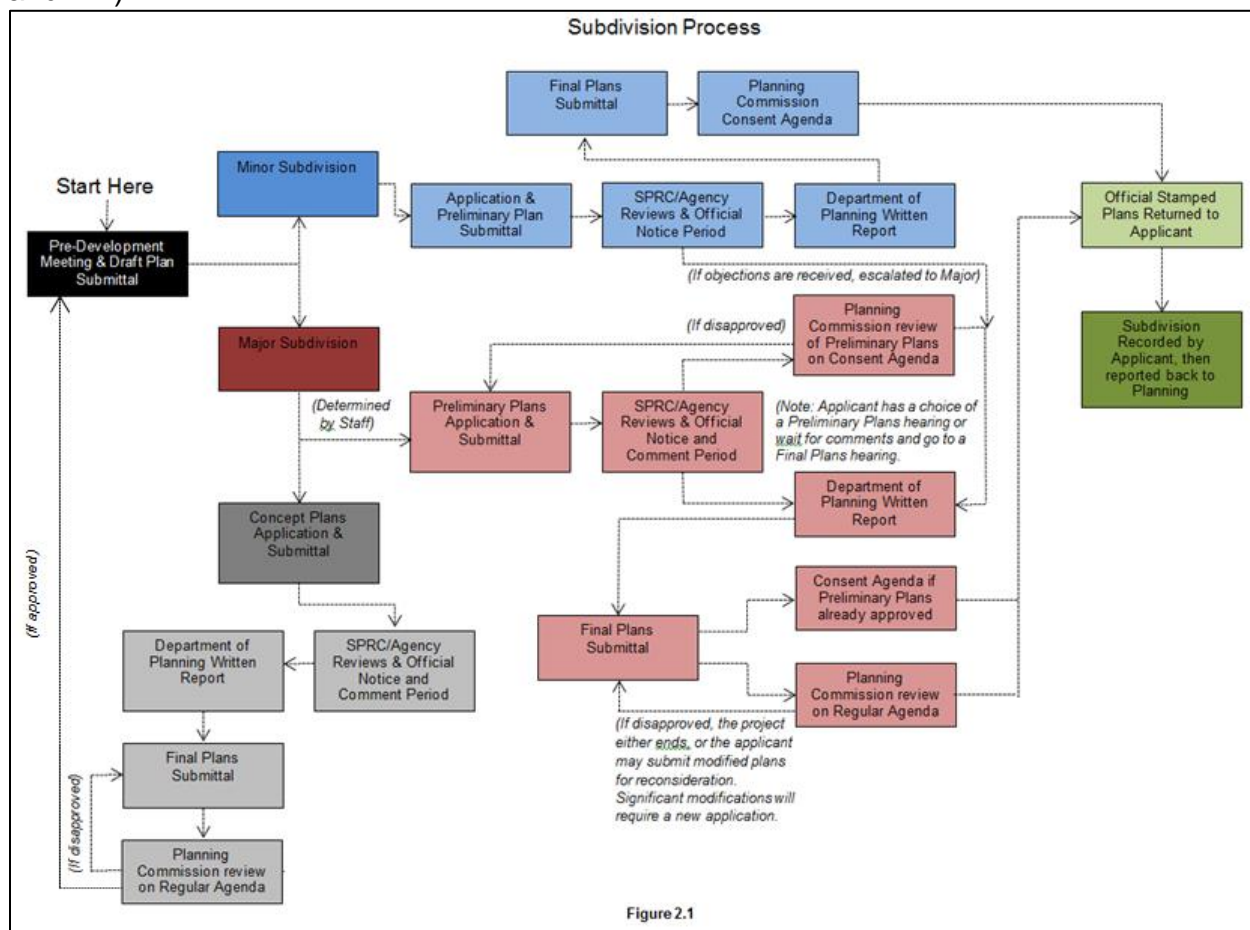 Subdivision Process
Final Plans
Submittal
Planning
Commission
Consent Agenda
Minor Subdivision
Start Here
Application &
Preliminary Plan
Submittal
SPRC/Agency
Reviews & Official
Notice Period
Department of
Planning Written
Report
Official Stamped
Plans Returned to
Applicant
Pre-Development
Meeting & Draft Plan
Submittal
(If objections are received, escalated to Major)
Major Subdivision
(If disapproved)
Planning
Commission review
of Preliminary Plans
on Consent Agenda
Subdivision
Recorded by
Applicant, then
reported back to
Planning
(Determined
by Staff)
Preliminary Plans
Application &
Submittal
SPRC/Agency
Reviews & Official
Notice and
Comment Period
(Note: Applicant has a choice of
a Preliminary Plans hearing or
wait for comments and go to a
Final Plans hearing.
Department of
Planning Written
Report
Concept Plans
Application &
Submittal
(If approved)
Consent Agenda if
Preliminary Plans
already approved
Final Plans
Submittal
Planning
Commission review
on Regular Agenda
Department of
Planning Written
Report
SPRC/Agency
Reviews & Official
Notice and
Comment Period
(If disapproved, the project
either ends, or the applicant
may submit modified plans
for reconsideration.
Significant modifications will
require a new application.
Final Plans
Submittal
(If disapproved)
Planning
Commission review
on Regular Agenda
Figure 2.1